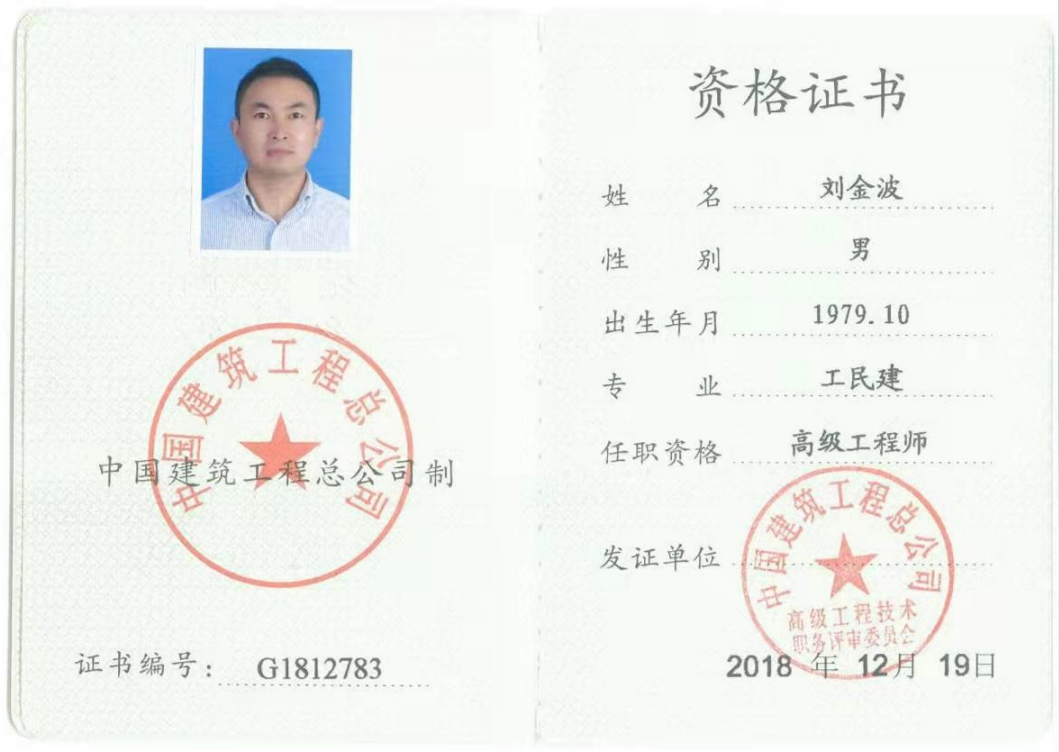 中国建筑工程总公司
中国建筑工程总公司制
证书编号: G1812783
资格证书
姓 名 刘金波
性 别 男
出生年月 1979.10
专 业 工民建
任职资格 高级工程师
发证单位
中国建筑工程总公司
高级工程技术
职务评审委员会
2018 年 12月 19日